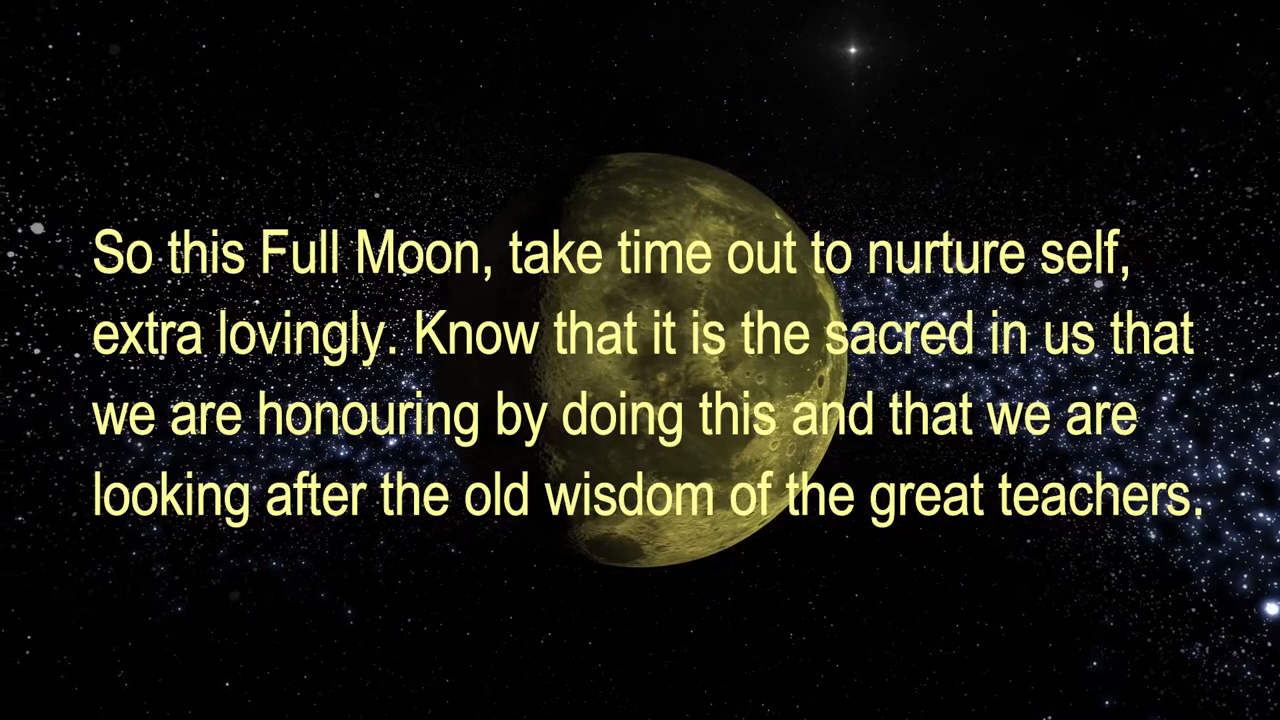 So this Full Moon, take time out to nurture self,
extra lovingly. Know that it is the sacred in us that
we are honouring by doing this and that we are
looking after the old wisdom of the great teachers.